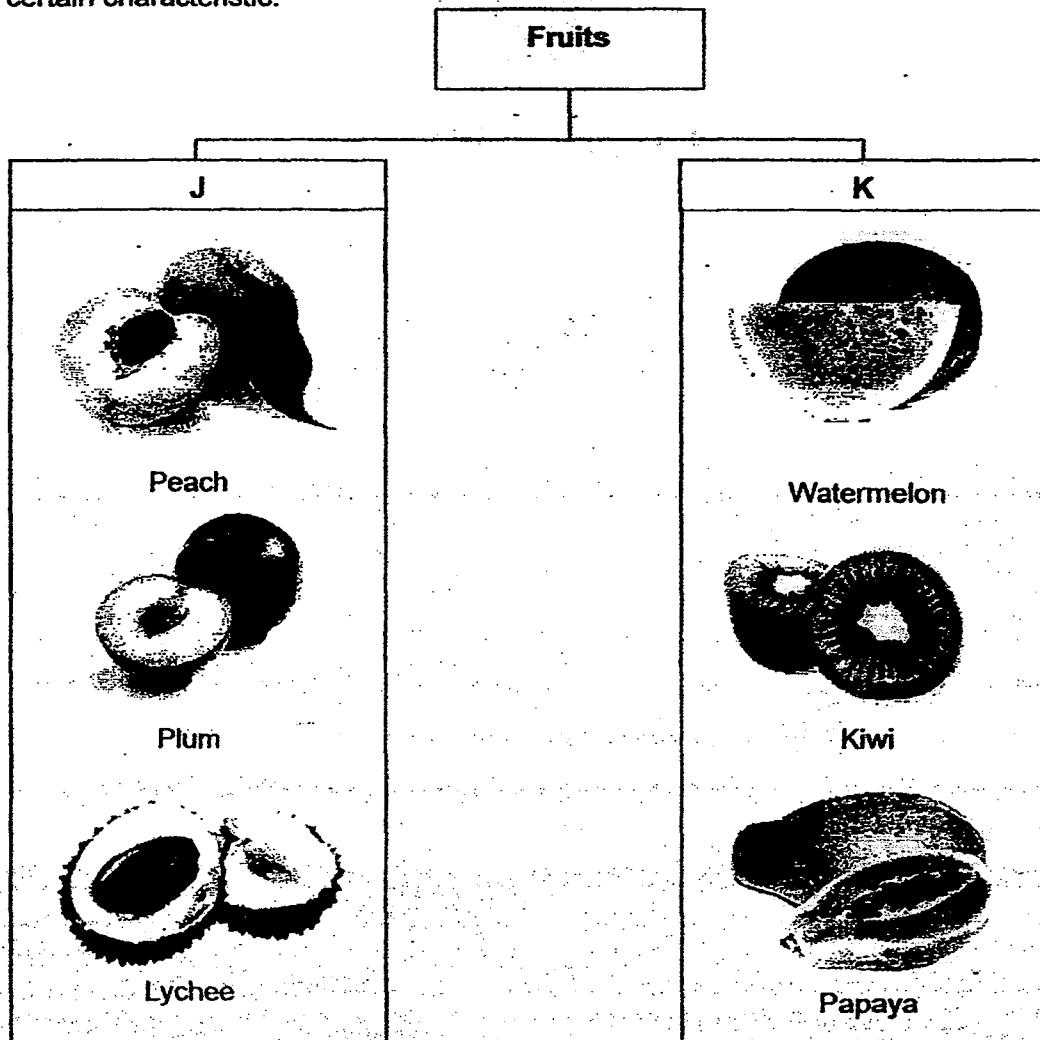 certain characteristic.
Fruits
J
K
Peach
Watermelon
Plum
Kiwi
Lychee
Papaya